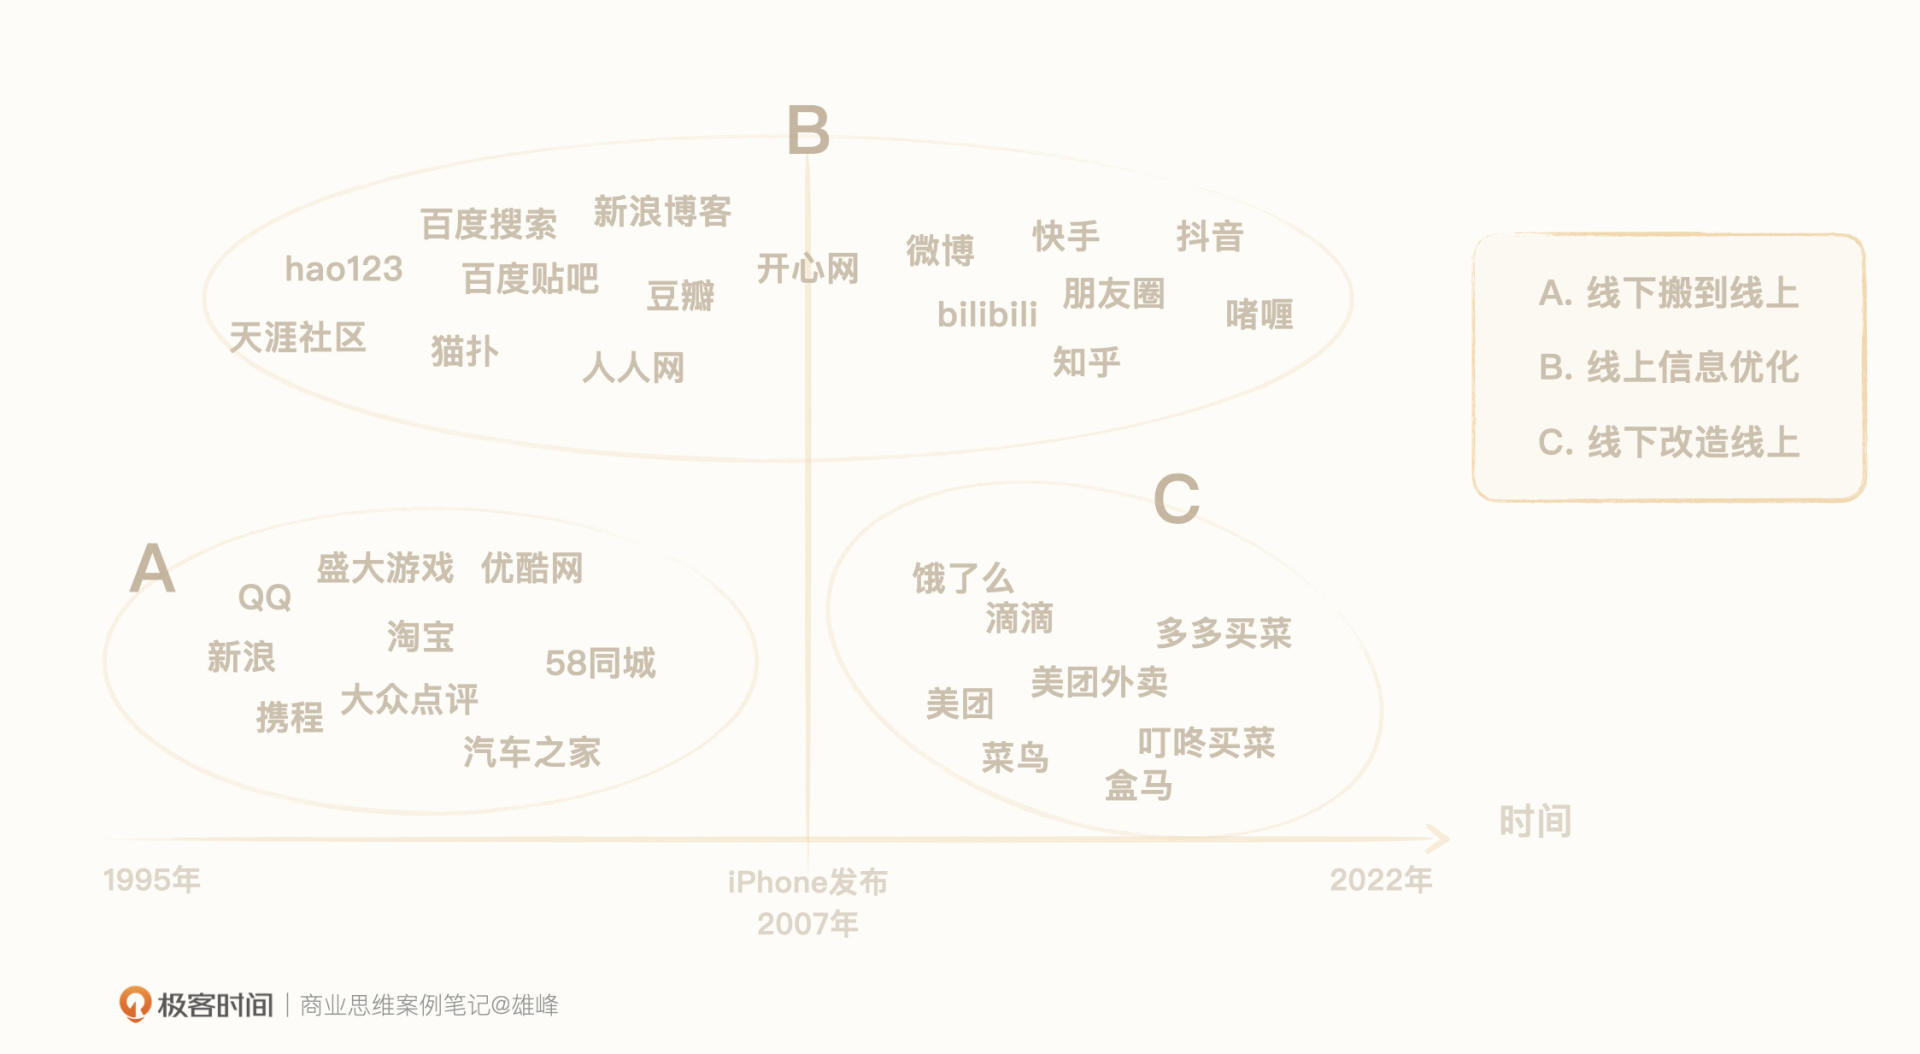 B
百度搜索
新浪博客
hao123
百度贴吧
豆瓣
开心网
天涯社区
猫扑
人人网
微博
快手
抖音
bilibili
朋友圈
啫喱
知乎
A. 线下搬到线上
B. 线上信息优化
C. 线下改造线上
A
QQ
盛大游戏
优酷网
新浪
淘宝
58同城
携程
大众点评
汽车之家
C
饿了么
滴滴
多多买菜
美团
美团外卖
菜鸟
叮咚买菜
盒马
时间
1995年
iPhone发布
2007年
2022年
极客时间 | 商业思维案例笔记@雄峰